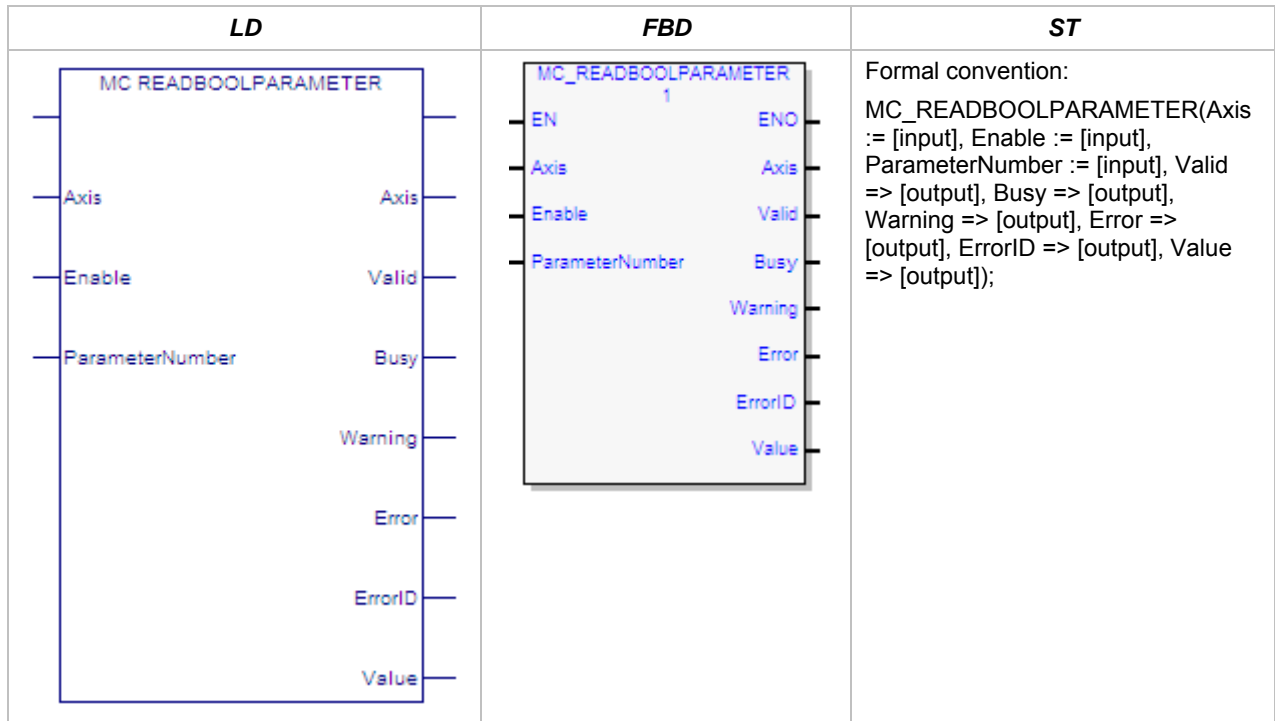 LD
FBD
ST
MC READBOOLPARAMETER
Axis
Axis
Enable
Valid
ParameterNumber
Busy
Warning
Error
ErrorID
Value
MC_READBOOLPARAMETER
1
EN
ENO
Axis
Axis
Enable
Valid
ParameterNumber
Busy
Warning
Error
ErrorID
Value
Formal convention:
MC_READBOOLPARAMETER(Axis
:= [input], Enable := [input],
ParameterNumber := [input], Valid
=> [output], Busy => [output],
Warning => [output], Error =>
[output], ErrorID => [output], Value
=> [output]);